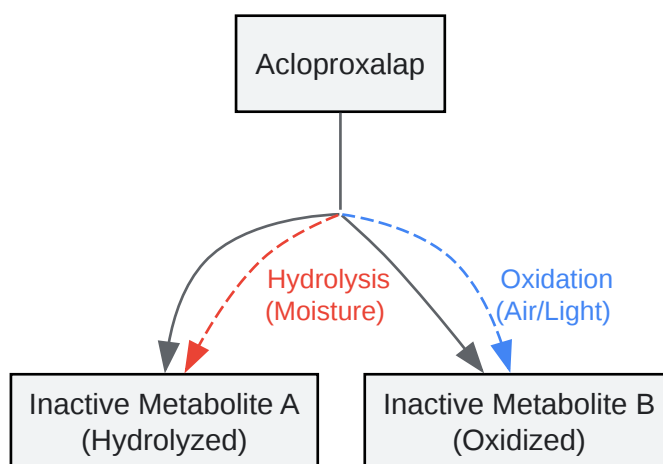 Acloproxalap
Hydrolysis
(Moisture)
Oxidation
(Air/Light)
Inactive Metabolite A
(Hydrolyzed)
Inactive Metabolite B
(Oxidized)